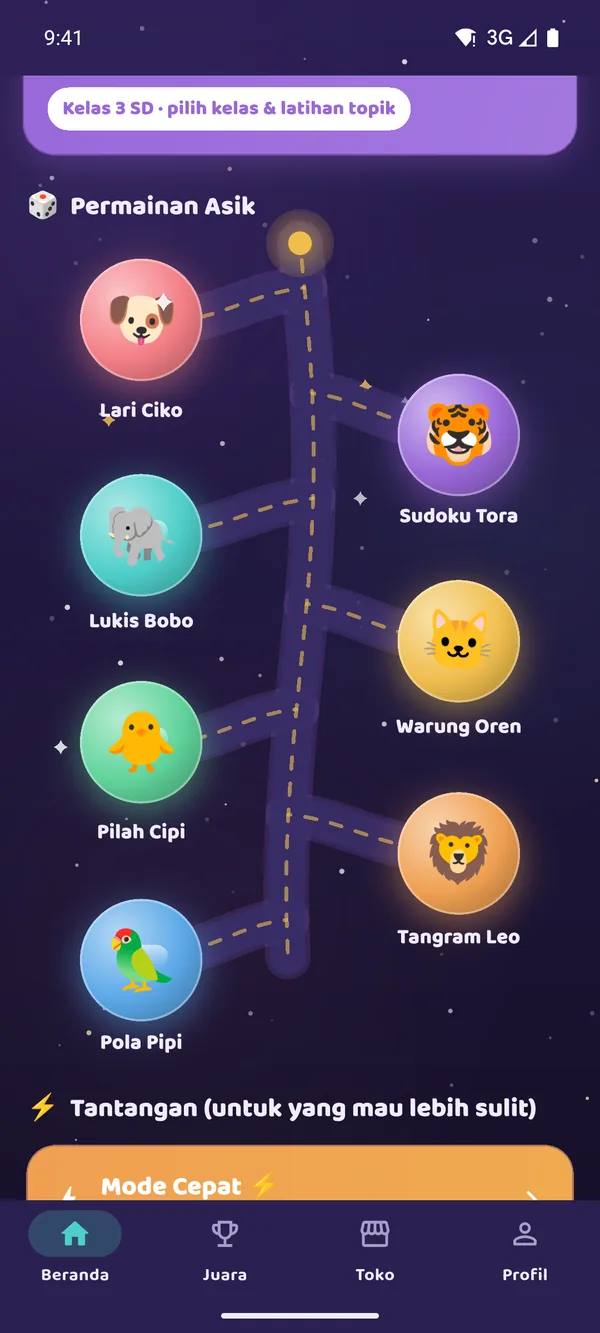 9:41
3G
Kelas 3 SD · pilih kelas & latihan topik
Permainan Asik
Lari Ciko
Sudoku Tora
Lukis Bobo
Warung Oren
Pilah Cipi
Tangram Leo
Pola Pipi
Tantangan (untuk yang mau lebih sulit)
Mode Cepat
Beranda
Juara
Toko
Profil